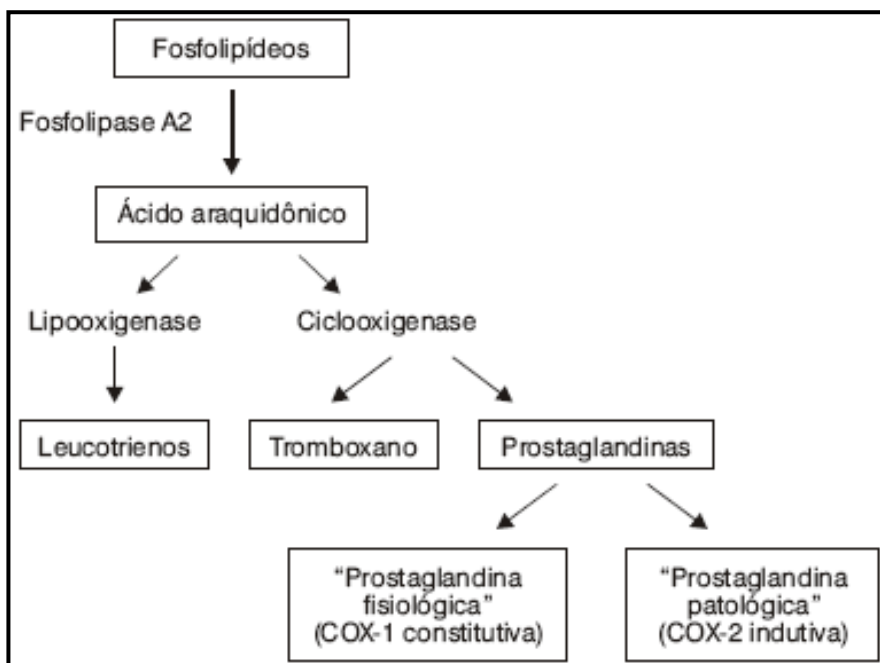 Fosfolipídeos
Fosfolipase A2
Ácido araquidônico
Lipooxigenase
Ciclooxigenase
Leucotrienos
Tromboxano
Prostaglandinas
“Prostaglandina
fisiológica”
(COX-1 constitutiva)
“Prostaglandina
patológica”
(COX-2 indutiva)